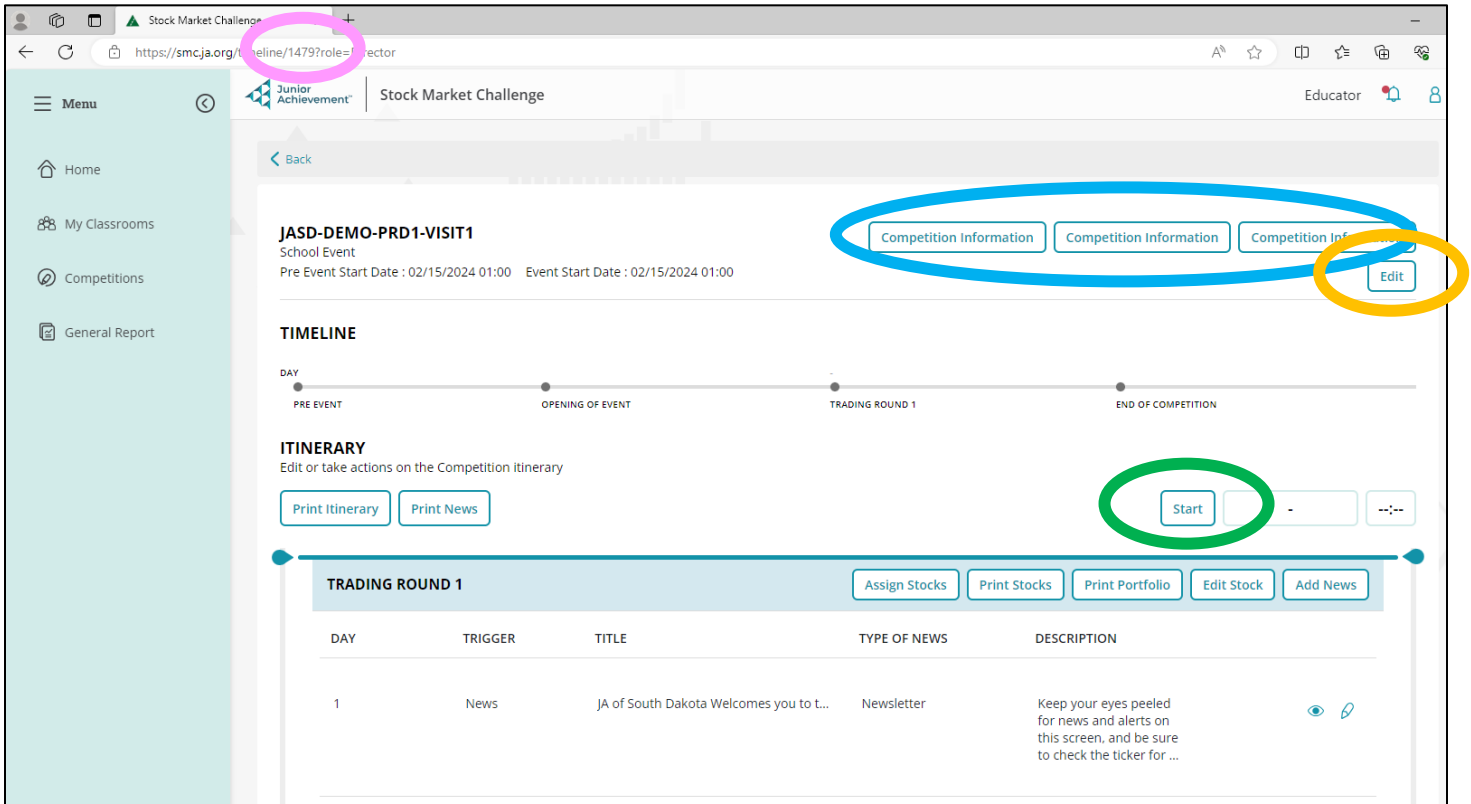 Stock Market Challenge
https://smc.ja.org/timeline/1479?role=director
Menu
Junior Achievement™
Stock Market Challenge
Educator
Home
My Classrooms
Competitions
General Report
Back
JASD-DEMO-PRD1-VISIT1
Competition Information Competition Information Competition Information
School Event
Pre Event Start Date : 02/15/2024 01:00 Event Start Date : 02/15/2024 01:00
Edit
TIMELINE
DAY -
PRE EVENT OPENING OF EVENT TRADING ROUND 1 END OF COMPETITION
ITINERARY
Edit or take actions on the Competition itinerary
Print Itinerary Print News Start - --:--
TRADING ROUND 1 Assign Stocks Print Stocks Print Portfolio Edit Stock Add News
DAY TRIGGER TITLE TYPE OF NEWS DESCRIPTION
1 News JA of South Dakota Welcomes you to t... Newsletter Keep your eyes peeled
for news and alerts on
this screen, and be sure
to check the ticker for ...